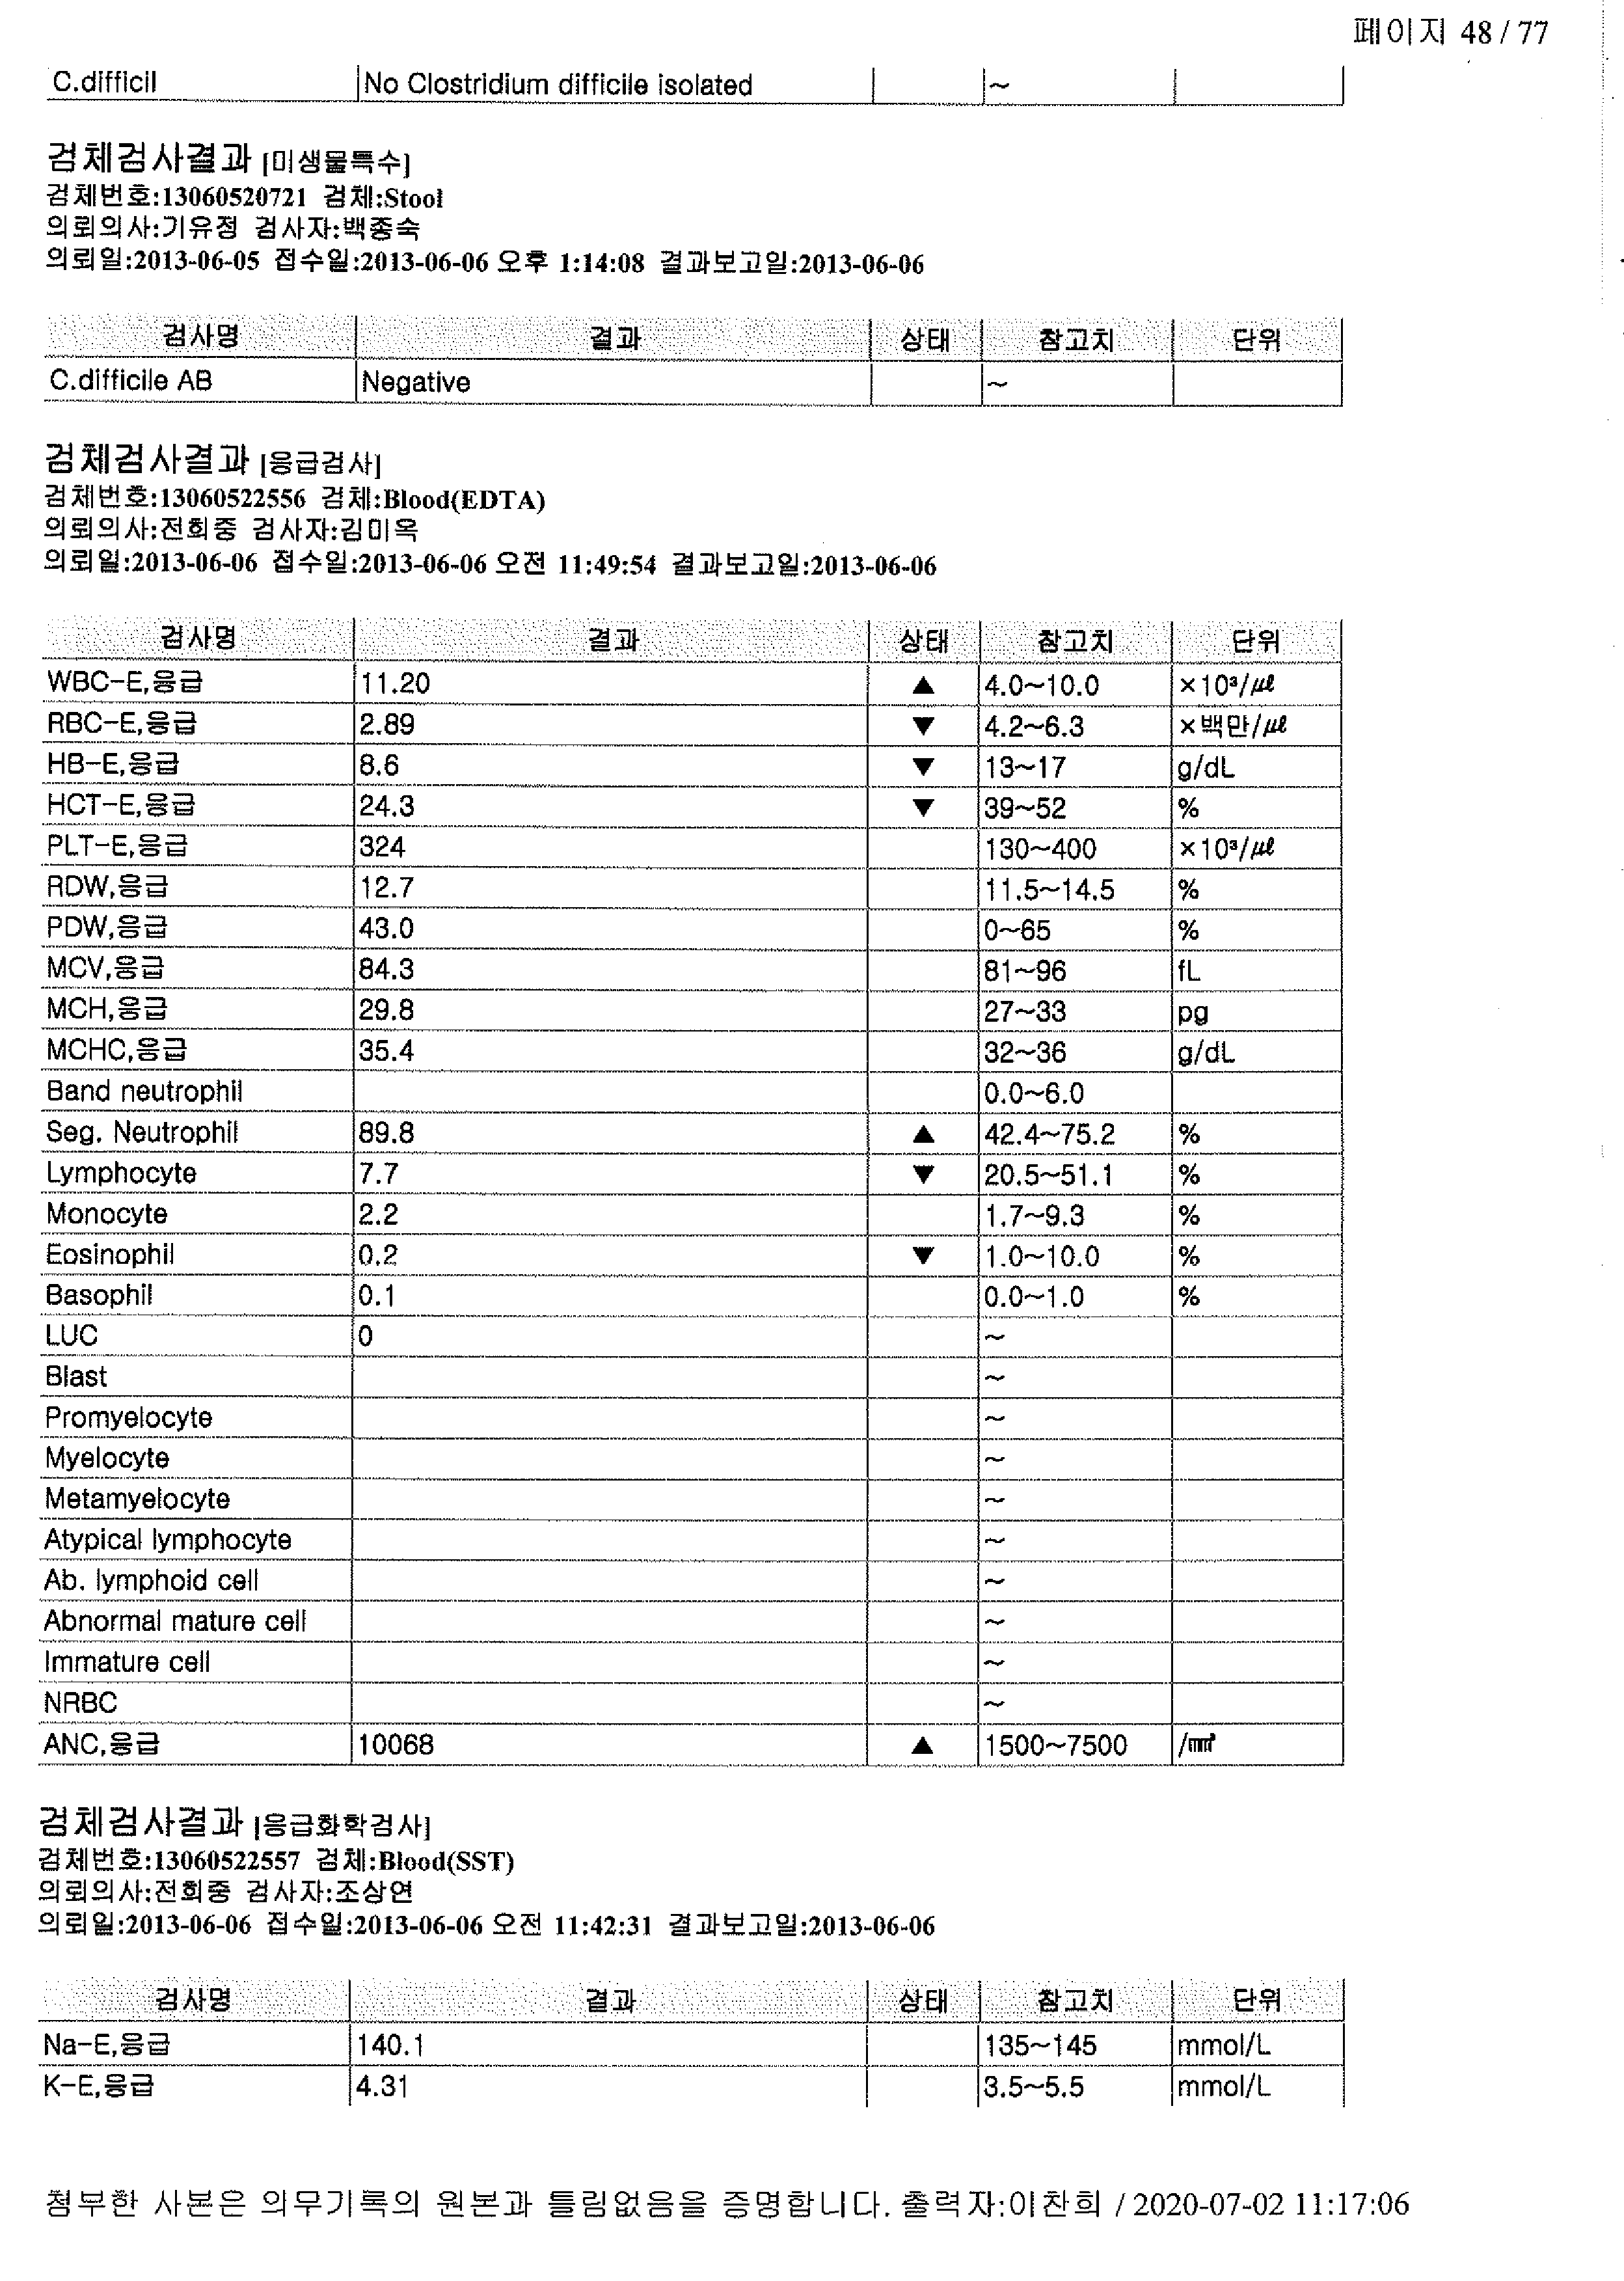 페이지 48 / 77
C.difficil No Clostridium difficile isolated ~
검체검사결과 [미생물특수]
검체번호:13060520721 검체:Stool
의뢰의사:기유정 검사자:백종숙
의뢰일:2013-06-05 접수일:2013-06-06 오후 1:14:08 결과보고일:2013-06-06
검사명 결과 상태 참고치 단위
C.difficile AB Negative ~
검체검사결과 [응급검사]
검체번호:13060522556 검체:Blood(EDTA)
의뢰의사:전희중 검사자:김미옥
의뢰일:2013-06-06 접수일:2013-06-06 오전 11:49:54 결과보고일:2013-06-06
검사명 결과 상태 참고치 단위
WBC-E,응급 11.20 ▲ 4.0~10.0 ×10³/㎕
RBC-E,응급 2.89 ▼ 4.2~6.3 ×백만/㎕
HB-E,응급 8.6 ▼ 13~17 g/dL
HCT-E,응급 24.3 ▼ 39~52 %
PLT-E,응급 324 130~400 ×10³/㎕
RDW,응급 12.7 11.5~14.5 %
PDW,응급 43.0 0~65 %
MCV,응급 84.3 81~96 fL
MCH,응급 29.8 27~33 pg
MCHC,응급 35.4 32~36 g/dL
Band neutrophil 0.0~6.0
Seg. Neutrophil 89.8 ▲ 42.4~75.2 %
Lymphocyte 7.7 ▼ 20.5~51.1 %
Monocyte 2.2 1.7~9.3 %
Eosinophil 0.2 ▼ 1.0~10.0 %
Basophil 0.1 0.0~1.0 %
LUC 0 ~
Blast ~
Promyelocyte ~
Myelocyte ~
Metamyelocyte ~
Atypical lymphocyte ~
Ab. lymphoid cell ~
Abnormal mature cell ~
Immature cell ~
NRBC ~
ANC,응급 10068 ▲ 1500~7500 /㎣
검체검사결과 [응급화학검사]
검체번호:13060522557 검체:Blood(SST)
의뢰의사:전희중 검사자:조상연
의뢰일:2013-06-06 접수일:2013-06-06 오전 11:42:31 결과보고일:2013-06-06
검사명 결과 상태 참고치 단위
Na-E,응급 140.1 135~145 mmol/L
K-E,응급 4.31 3.5~5.5 mmol/L
첨부한 사본은 의무기록의 원본과 틀림없음을 증명합니다. 출력자:이찬희 / 2020-07-02 11:17:06